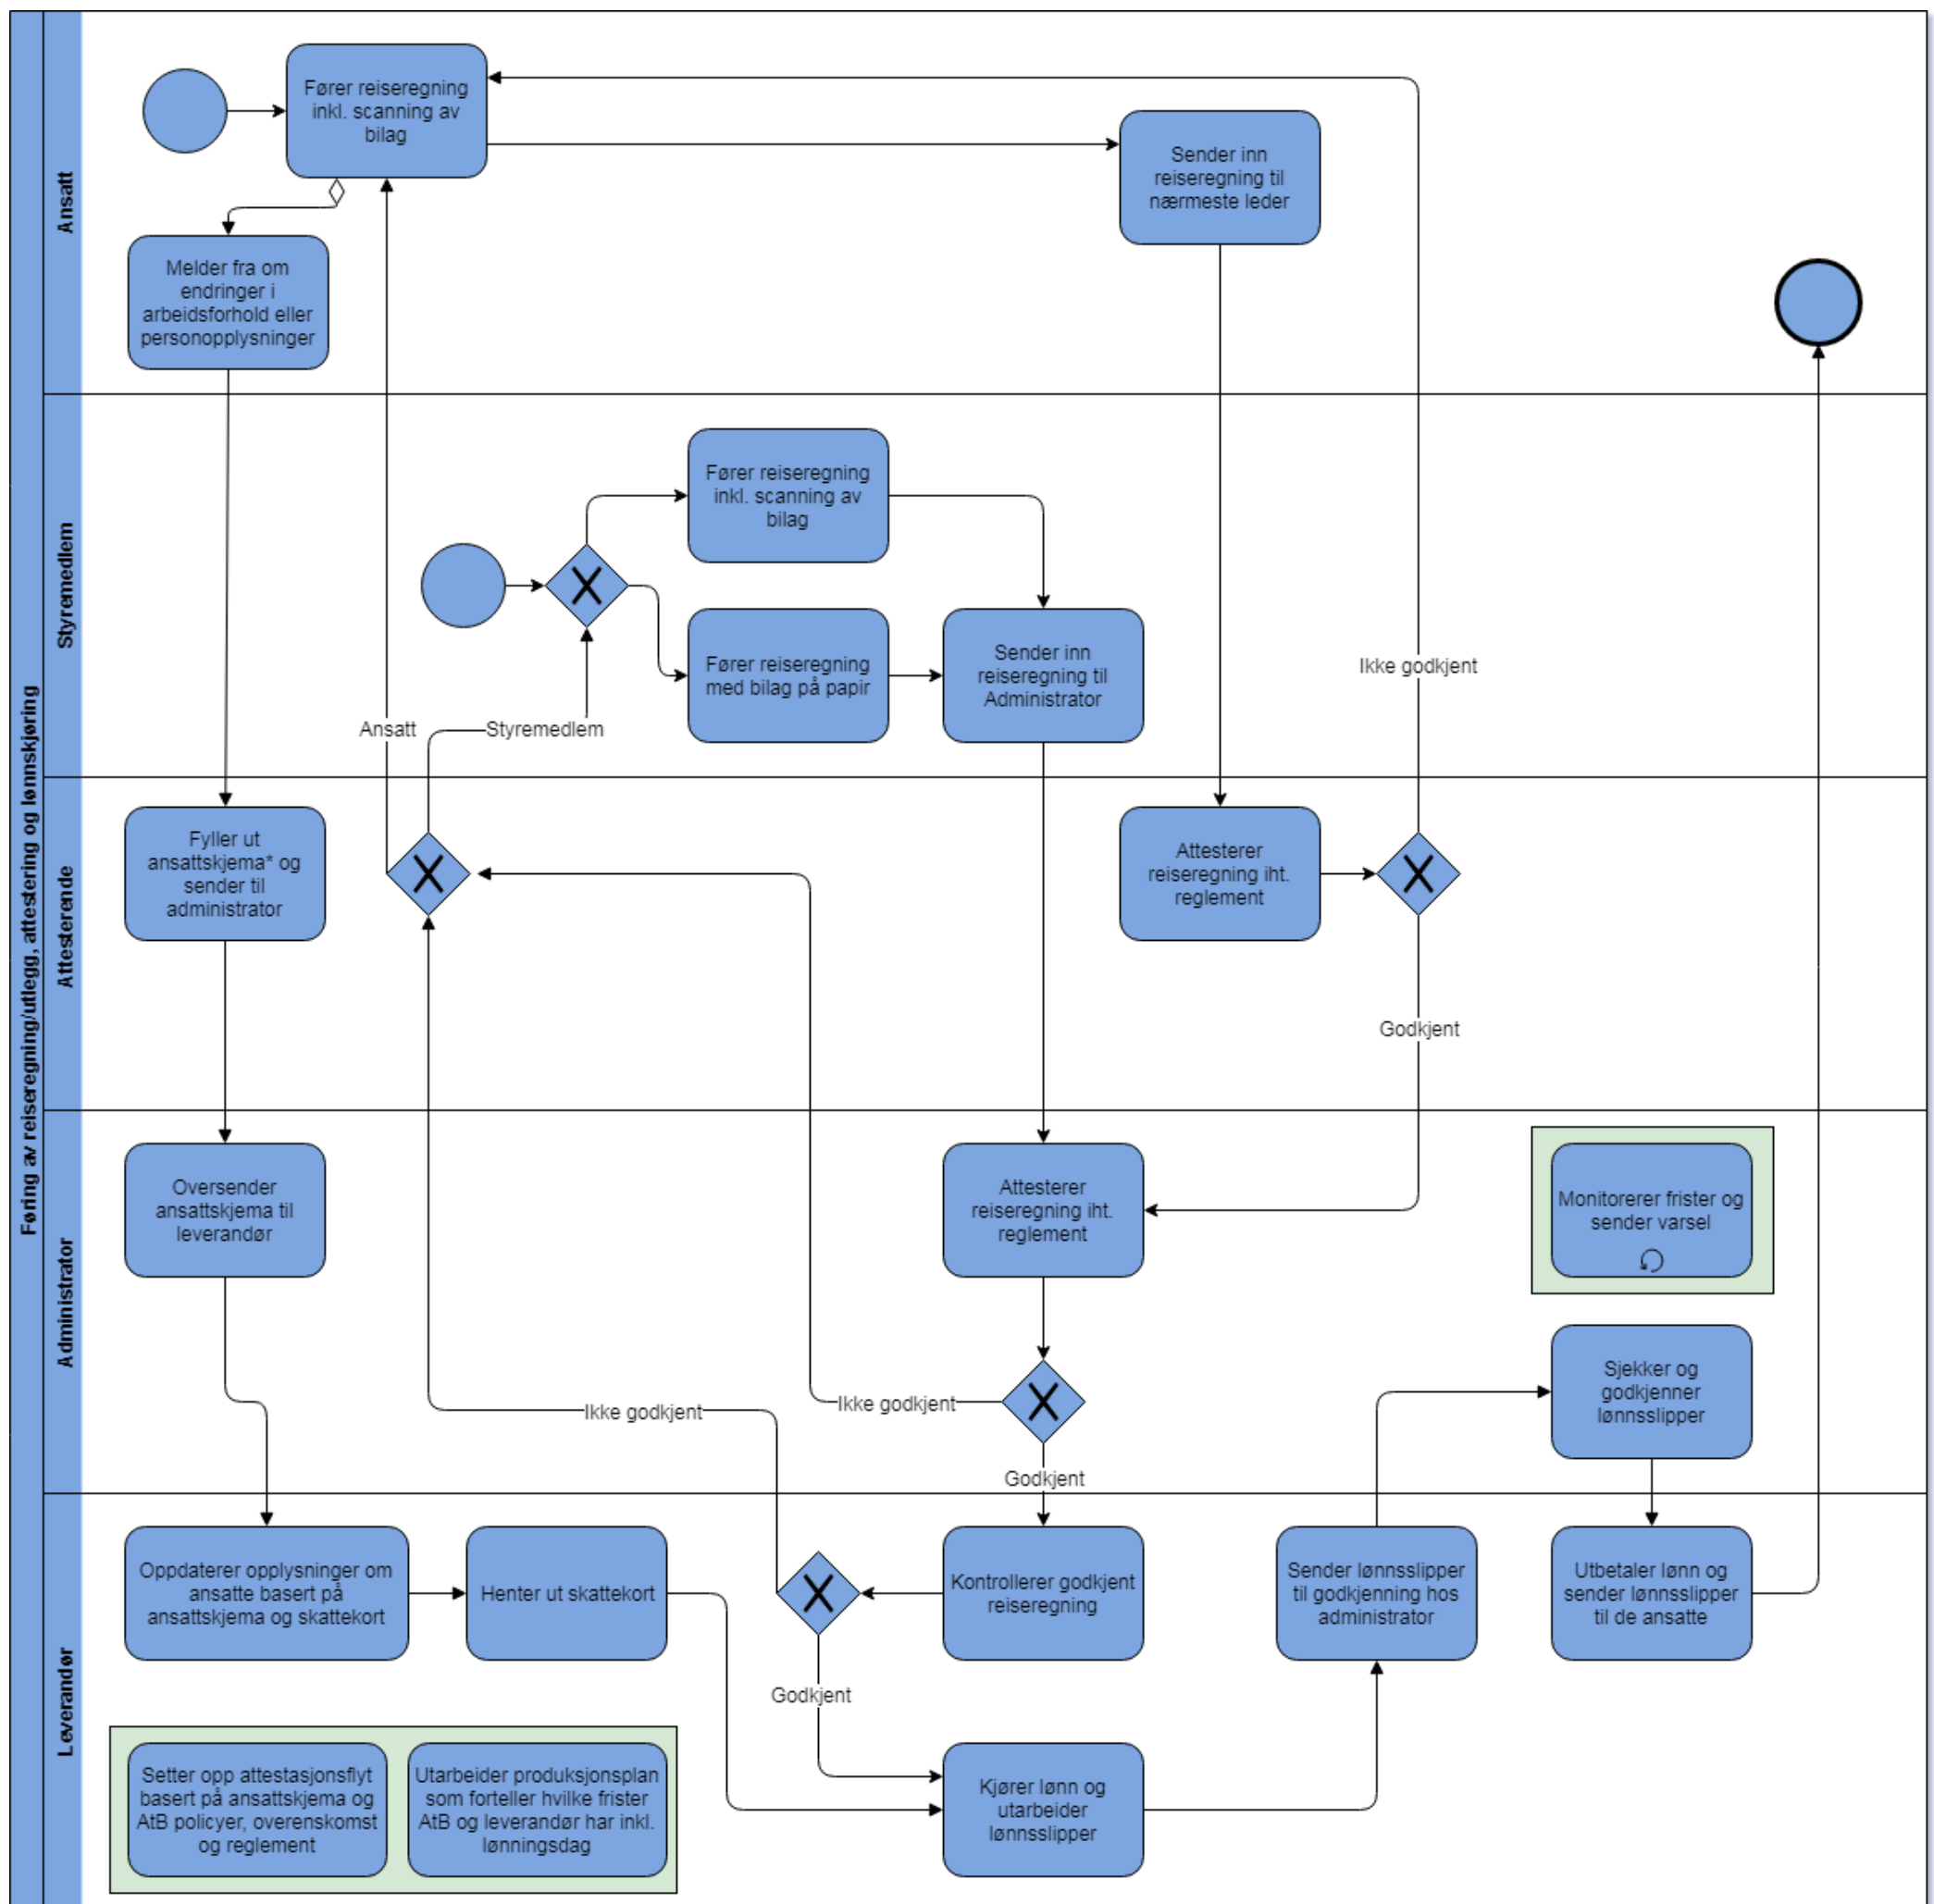 Føring av reiseregning/utlegg, attestering og lønnskjøring
Ansatt
Fører reiseregning
inkl. scanning av
bilag
Sender inn
reiseregning til
nærmeste leder
Melder fra om
endringer i
arbeidsforhold eller
personopplysninger
Styremedlem
Fører reiseregning
inkl. scanning av
bilag
Fører reiseregning
med bilag på papir
Sender inn
reiseregning til
Administrator
Ikke godkjent
Ansatt
Styremedlem
Attesterende
Fyller ut
ansattskjema* og
sender til
administrator
Attesterer
reiseregning iht.
reglement
Godkjent
Administrator
Oversender
ansattskjema til
leverandør
Attesterer
reiseregning iht.
reglement
Monitorerer frister og
sender varsel
Sjekker og
godkjenner
lønnsslipper
Ikke godkjent
Ikke godkjent
Godkjent
Leverandør
Oppdaterer opplysninger om
ansatte basert på
ansattskjema og skattekort
Henter ut skattekort
Kontrollerer godkjent
reiseregning
Sender lønnsslipper
til godkjenning hos
administrator
Utbetaler lønn og
sender lønnsslipper
til de ansatte
Godkjent
Setter opp attestasjonsflyt
basert på ansattskjema og
AtB policyer, overenskomst
og reglement
Utarbeider produksjonsplan
som forteller hvilke frister
AtB og leverandør har inkl.
lønningsdag
Kjører lønn og
utarbeider
lønnsslipper